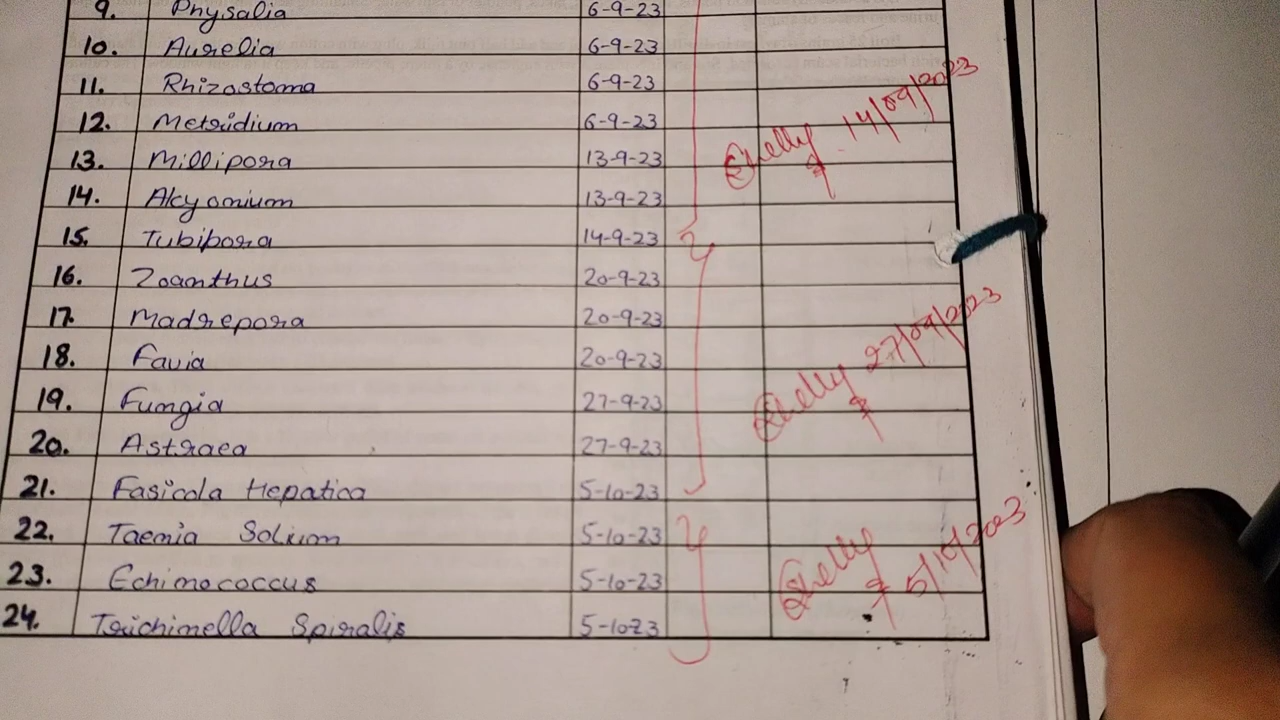 9. Physalia 6-9-23
10. Aurelia 6-9-23
11. Rhizostoma 6-9-23
12. Metridium 6-9-23
13. Millipora 13-9-23
14. Alcyonium 13-9-23
15. Tubipora 14-9-23
16. Zoanthus 20-9-23
17. Madrepora 20-9-23
18. Favia 20-9-23
19. Fungia 27-9-23
20. Astraea 27-9-23
21. Fasicola Hepatica 5-10-23
22. Taenia Solium 5-10-23
23. Echinococcus 5-10-23
24. Trichinella Spiralis 5-1023
Shelly 14/09/2023
Shelly 27/09/2023
Shelly 5/10/2023